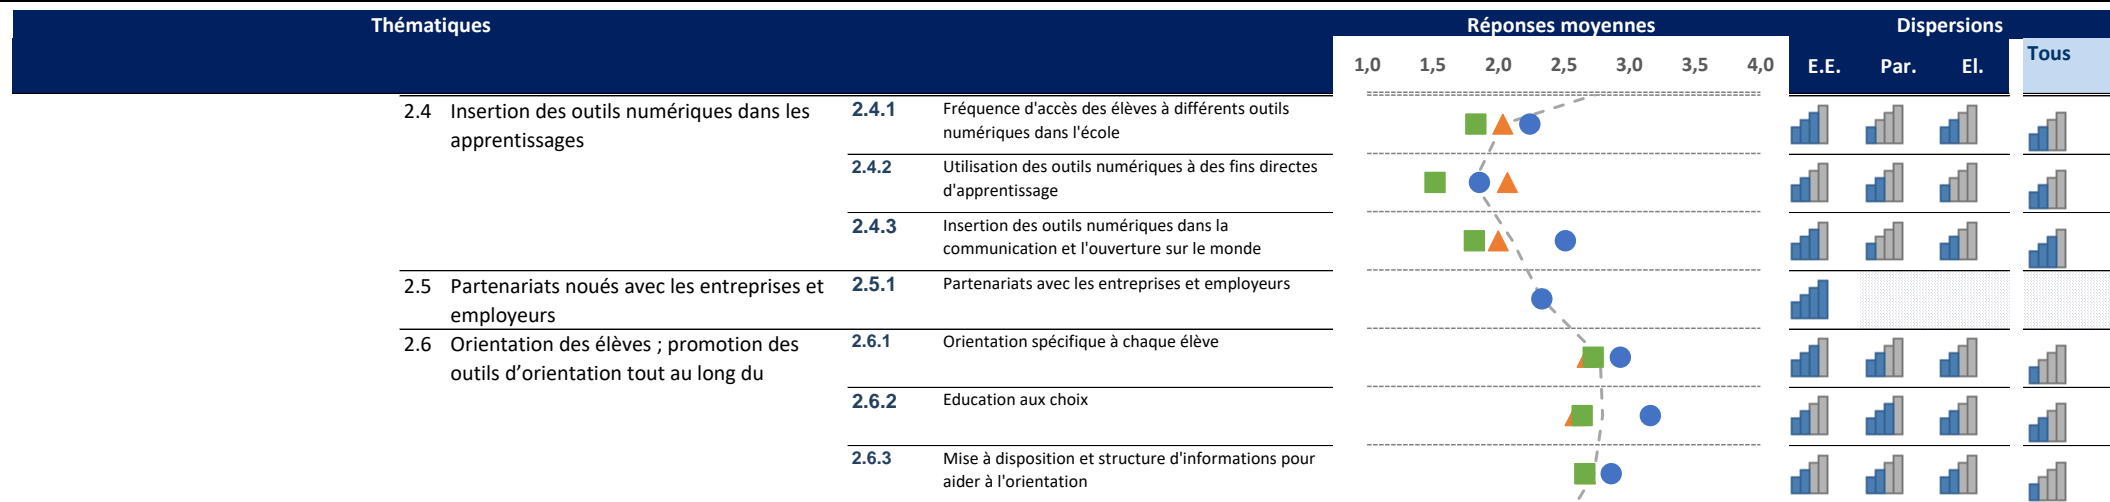 Thématiques Réponses moyennes Dispersions
1,0 1,5 2,0 2,5 3,0 3,5 4,0 E.E. Par. El. Tous
2.4 Insertion des outils numériques dans les
apprentissages
2.4.1 Fréquence d'accès des élèves à différents outils
numériques dans l'école
2.4.2 Utilisation des outils numériques à des fins directes
d'apprentissage
2.4.3 Insertion des outils numériques dans la
communication et l'ouverture sur le monde
2.5 Partenariats noués avec les entreprises et
employeurs
2.5.1 Partenariats avec les entreprises et employeurs
2.6 Orientation des élèves ; promotion des
outils d’orientation tout au long du
2.6.1 Orientation spécifique à chaque élève
2.6.2 Education aux choix
2.6.3 Mise à disposition et structure d'informations pour
aider à l'orientation